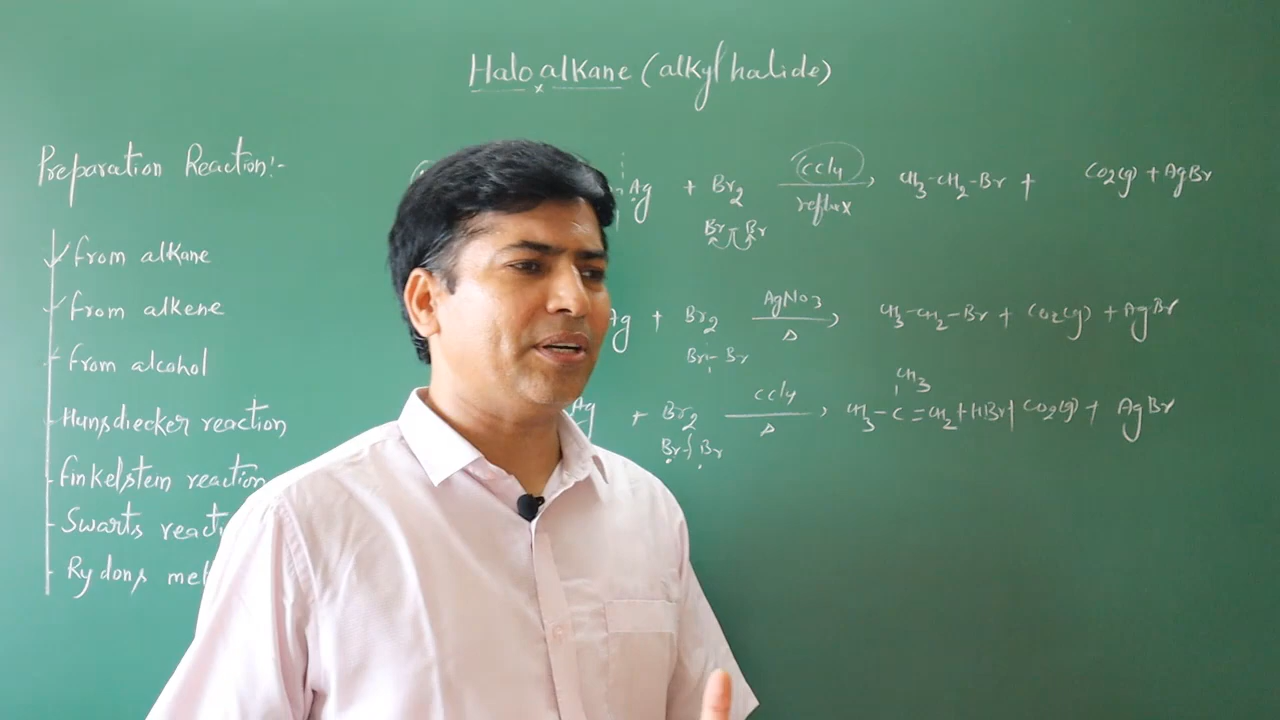 Haloalkane (alkyl halide)
Preparation Reaction:-
from alkane
from alkene
from alcohol
Hunsdiecker reaction
Finkelstein reaction
Swarts reacti
Rydons met
Ag + Br2 CCl4 reflux CH3-CH2-Br + CO2(g) + AgBr
Br Br
Ag + Br2 AgNO3 Δ CH3-CH2-Br + CO2(g) + AgBr
Br-Br
CH3
Ag + Br2 CCl4 Δ CH3-C=CH2+HBr+CO2(g) + AgBr
Br Br